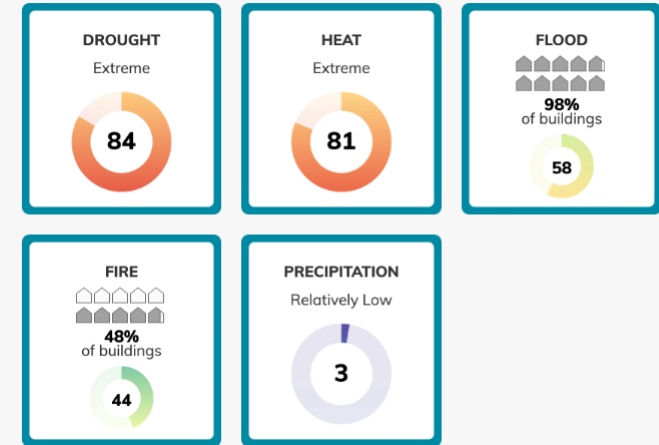 DROUGHT
Extreme
84
HEAT
Extreme
81
FLOOD
98%
of buildings
58
FIRE
48%
of buildings
44
PRECIPITATION
Relatively Low
3